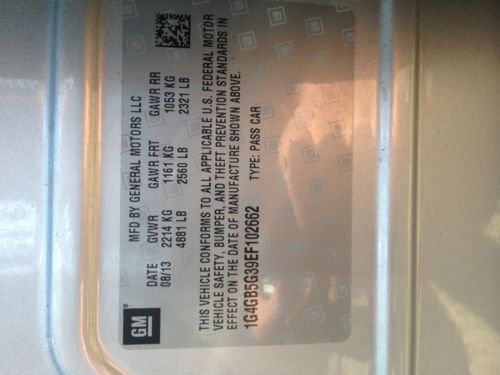 MFD BY GENERAL MOTORS LLC
DATE GVWR GAWR FRT GAWR RR
08/13 2214 KG 1161 KG 1053 KG
4881 LB 2560 LB 2321 LB
THIS VEHICLE CONFORMS TO ALL APPLICABLE U.S. FEDERAL MOTOR
VEHICLE SAFETY, BUMPER, AND THEFT PREVENTION STANDARDS IN
EFFECT ON THE DATE OF MANUFACTURE SHOWN ABOVE.
1G4GB5G39EF102662 TYPE: PASS CAR
GM